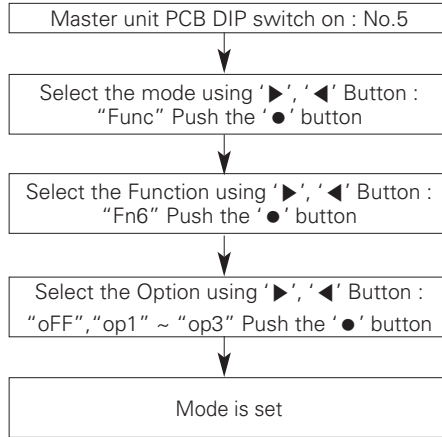 Master unit PCB DIP switch on : No.5
Select the mode using ‘▶’, ‘◀’ Button :
“Func” Push the ‘●’ button
Select the Function using ‘▶’, ‘◀’ Button :
“Fn6” Push the ‘●’ button
Select the Option using ‘▶’, ‘◀’ Button :
“oFF”,“op1” ~ “op3” Push the ‘●’ button
Mode is set